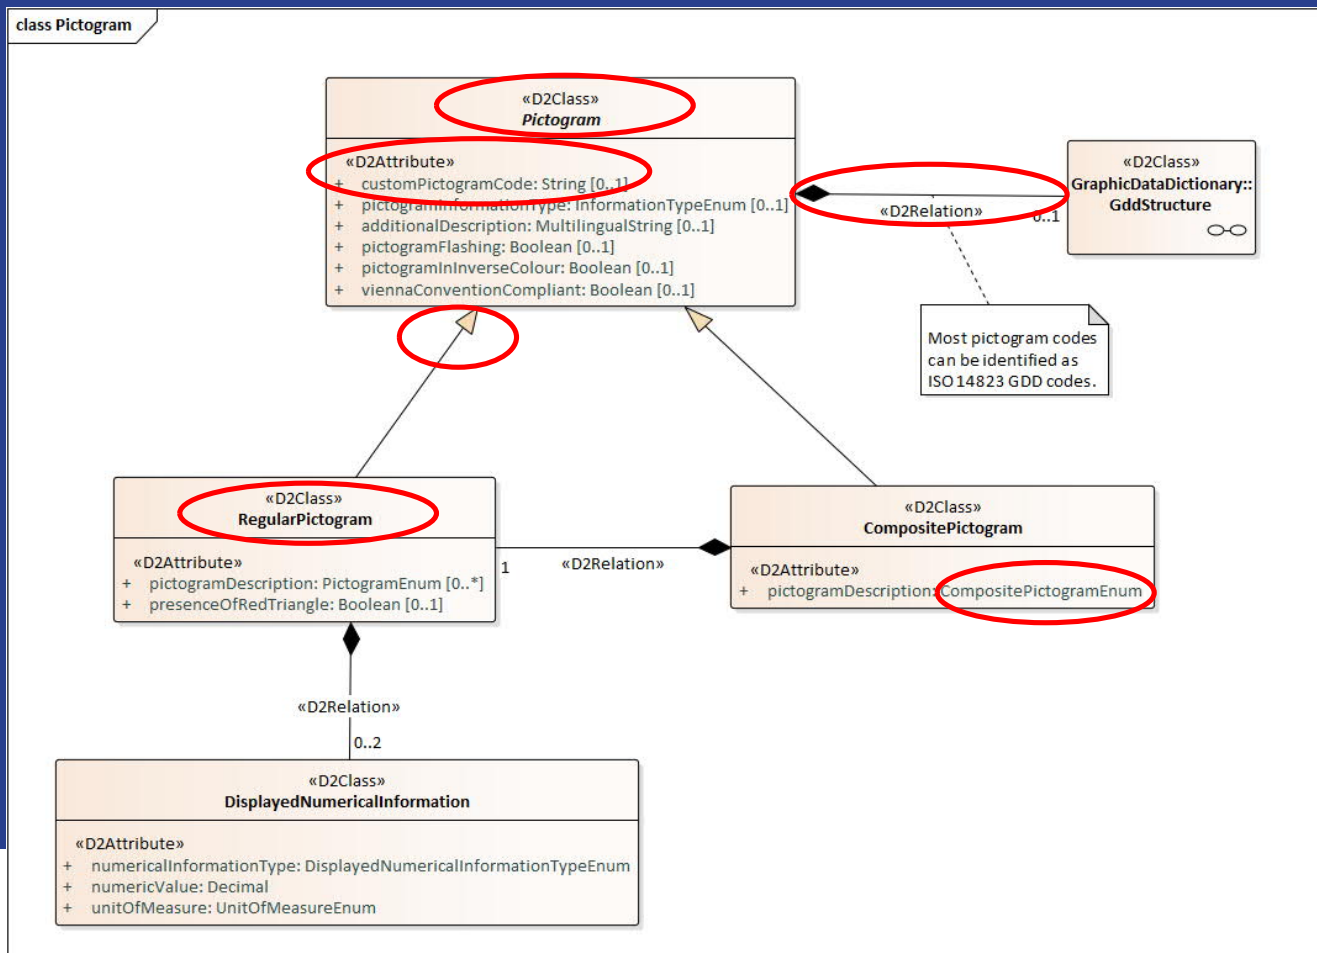 class Pictogram
«D2Class»
Pictogram
«D2Attribute»
+ customPictogramCode: String [0..1]
+ pictogramInformationType: InformationTypeEnum [0..1]
+ additionalDescription: MultilingualString [0..1]
+ pictogramFlashing: Boolean [0..1]
+ pictogramInInverseColour: Boolean [0..1]
+ viennaConventionCompliant: Boolean [0..1]
«D2Relation»
0..1
«D2Class»
GraphicDataDictionary::
GddStructure
Most pictogram codes
can be identified as
ISO 14823 GDD codes.
«D2Class»
RegularPictogram
«D2Attribute»
+ pictogramDescription: PictogramEnum [0..*]
+ presenceOfRedTriangle: Boolean [0..1]
1
«D2Relation»
«D2Class»
CompositePictogram
«D2Attribute»
+ pictogramDescription: CompositePictogramEnum
«D2Relation»
0..2
«D2Class»
DisplayedNumericalInformation
«D2Attribute»
+ numericalInformationType: DisplayedNumericalInformationTypeEnum
+ numericValue: Decimal
+ unitOfMeasure: UnitOfMeasureEnum